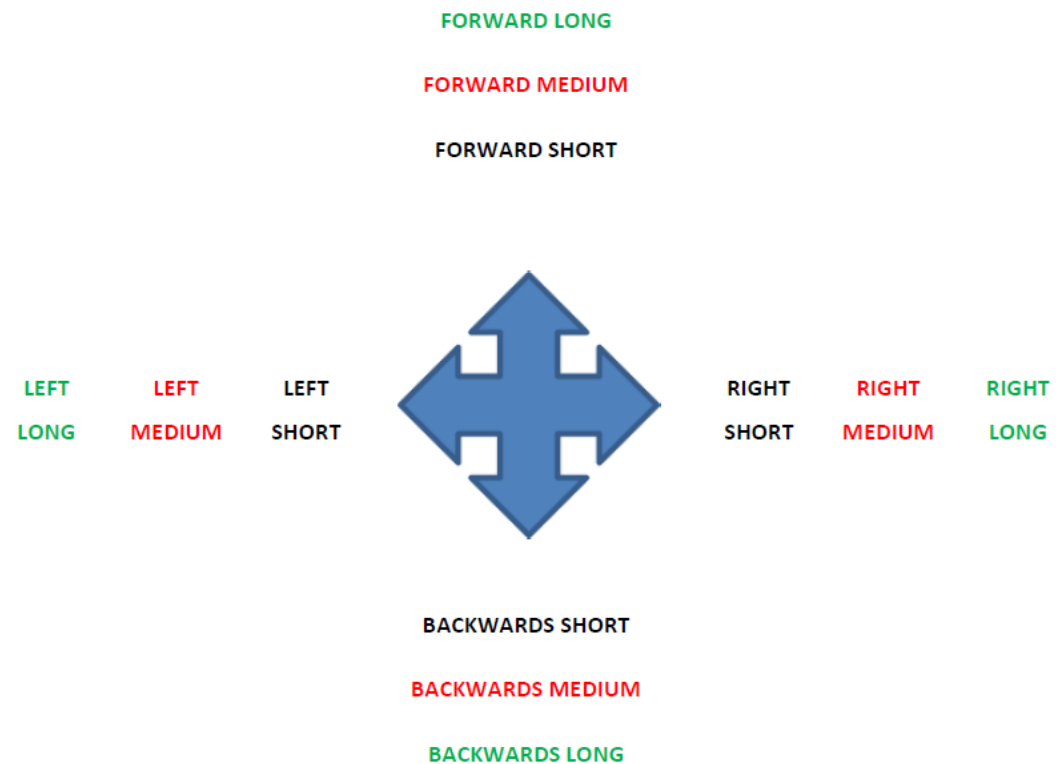 FORWARD LONG
FORWARD MEDIUM
FORWARD SHORT
LEFT LEFT LEFT RIGHT RIGHT RIGHT
LONG MEDIUM SHORT SHORT MEDIUM LONG
BACKWARDS SHORT
BACKWARDS MEDIUM
BACKWARDS LONG